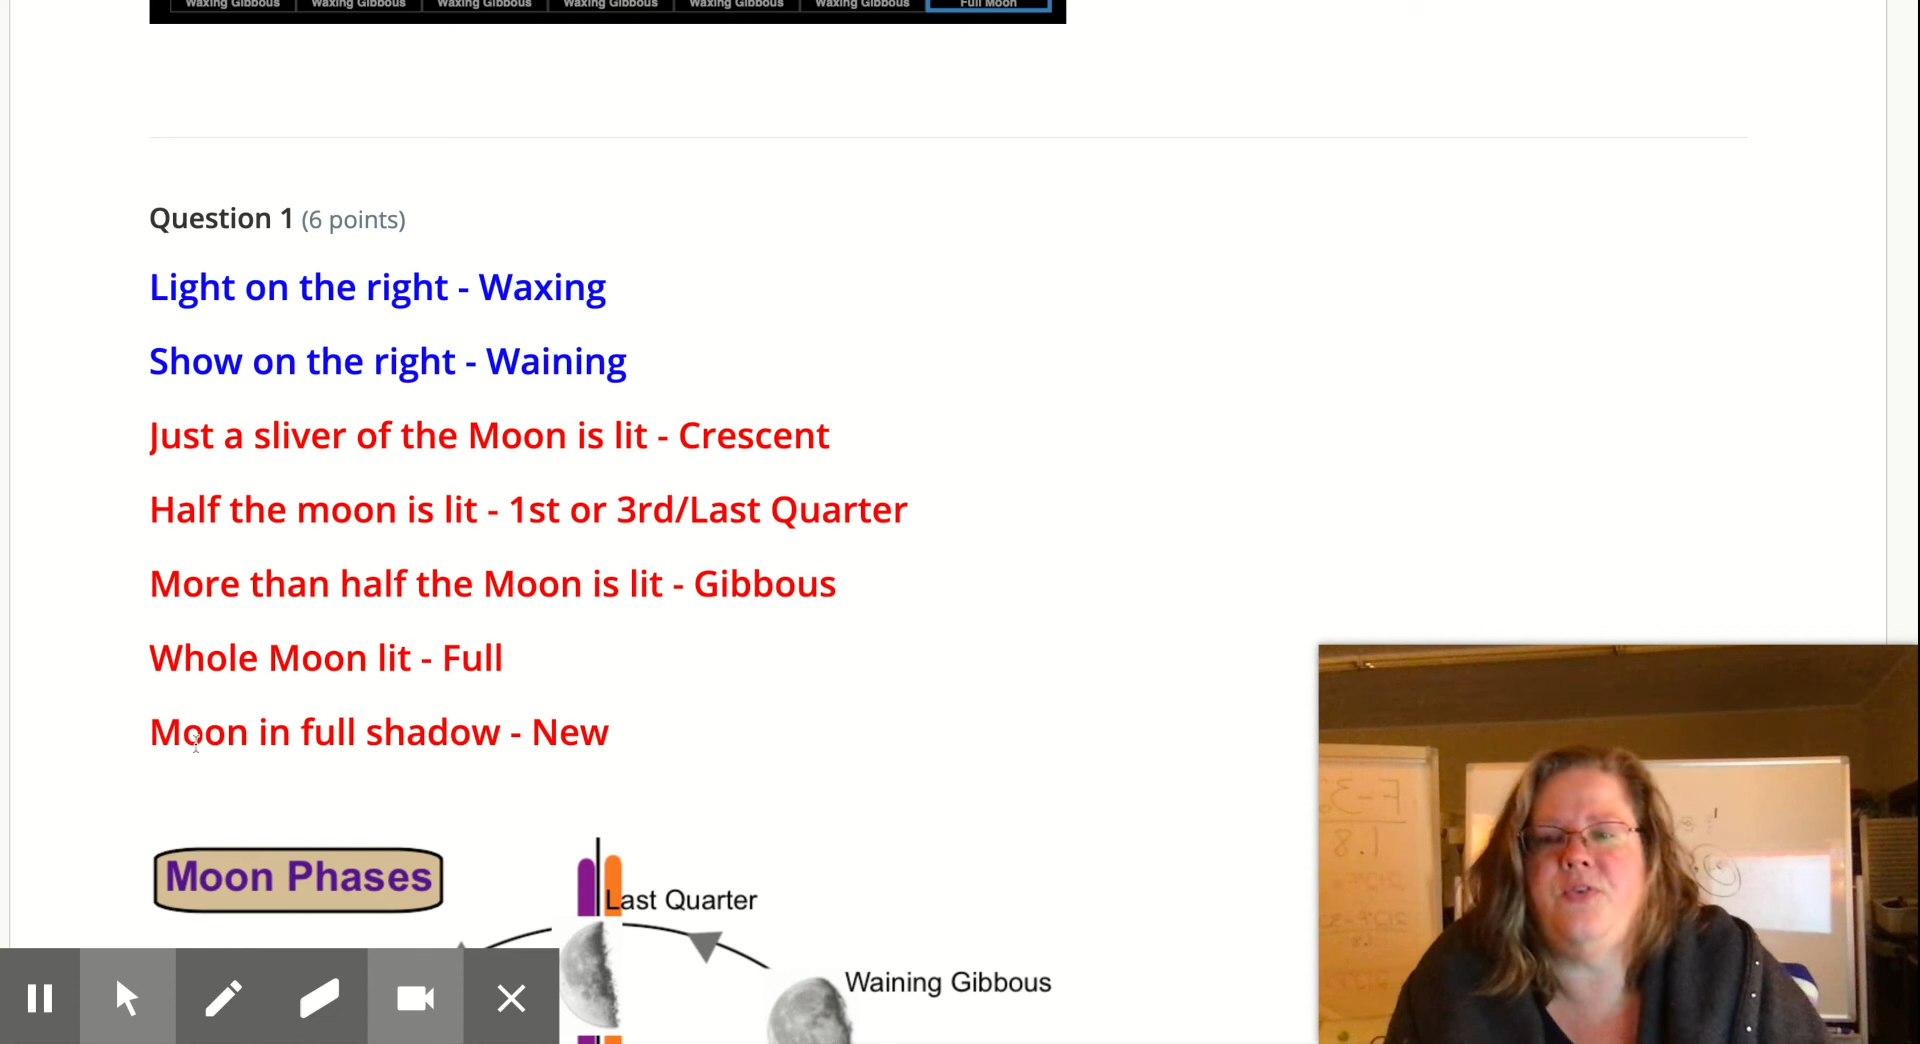 Waxing Gibbous Waxing Gibbous Waxing Gibbous Waxing Gibbous Waxing Gibbous Waxing Gibbous Full Moon
Question 1 (6 points)
Light on the right - Waxing
Show on the right - Waining
Just a sliver of the Moon is lit - Crescent
Half the moon is lit - 1st or 3rd/Last Quarter
More than half the Moon is lit - Gibbous
Whole Moon lit - Full
Moon in full shadow - New
Moon Phases
Last Quarter
Waining Gibbous